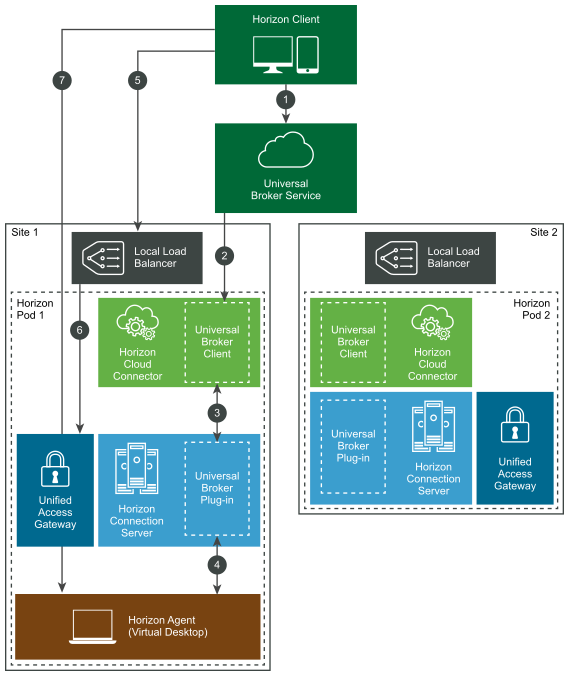 Horizon Client
7
5
1
Universal
Broker Service
Site 1
Site 2
2
Local Load
Balancer
Local Load
Balancer
Horizon
Pod 1
Horizon
Pod 2
6
Universal
Broker
Client
Horizon
Cloud
Connector
Universal
Broker
Client
Horizon
Cloud
Connector
3
Universal
Broker
Plug-in
Horizon
Connection
Server
Unified
Access
Gateway
Unified
Access
Gateway
Horizon
Connection
Server
Universal
Broker
Plug-in
4
Horizon Agent
(Virtual Desktop)